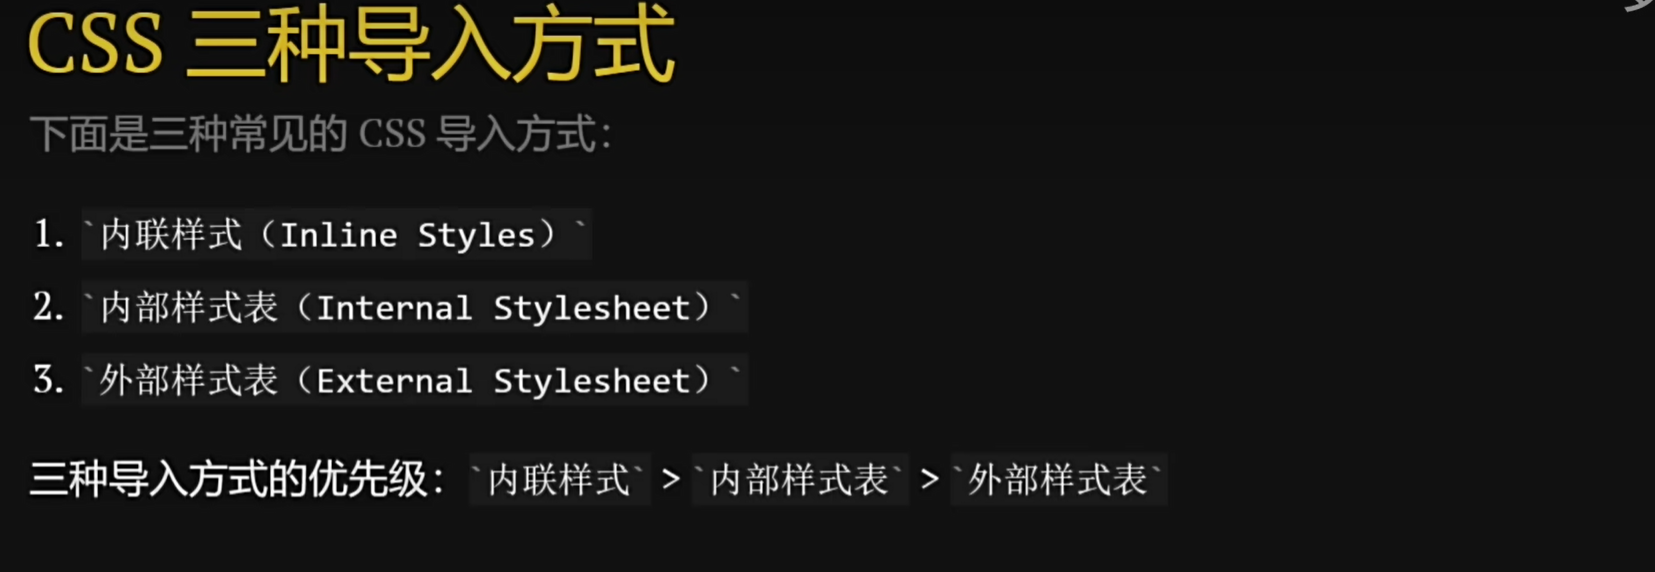 CSS 三种导入方式
下面是三种常见的 CSS 导入方式：
1. `内联样式（Inline Styles）`
2. `内部样式表（Internal Stylesheet）`
3. `外部样式表（External Stylesheet）`
三种导入方式的优先级：`内联样式` > `内部样式表` > `外部样式表`